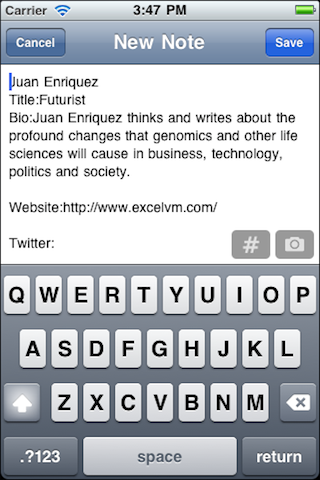 Carrier 3:47 PM
Cancel New Note Save
Juan Enriquez
Title:Futurist
Bio:Juan Enriquez thinks and writes about the
profound changes that genomics and other life
sciences will cause in business, technology,
politics and society.
Website:http://www.excelvm.com/
Twitter: #
Q W E R T Y U I O P
A S D F G H J K L
Z X C V B N M
.?123 space return